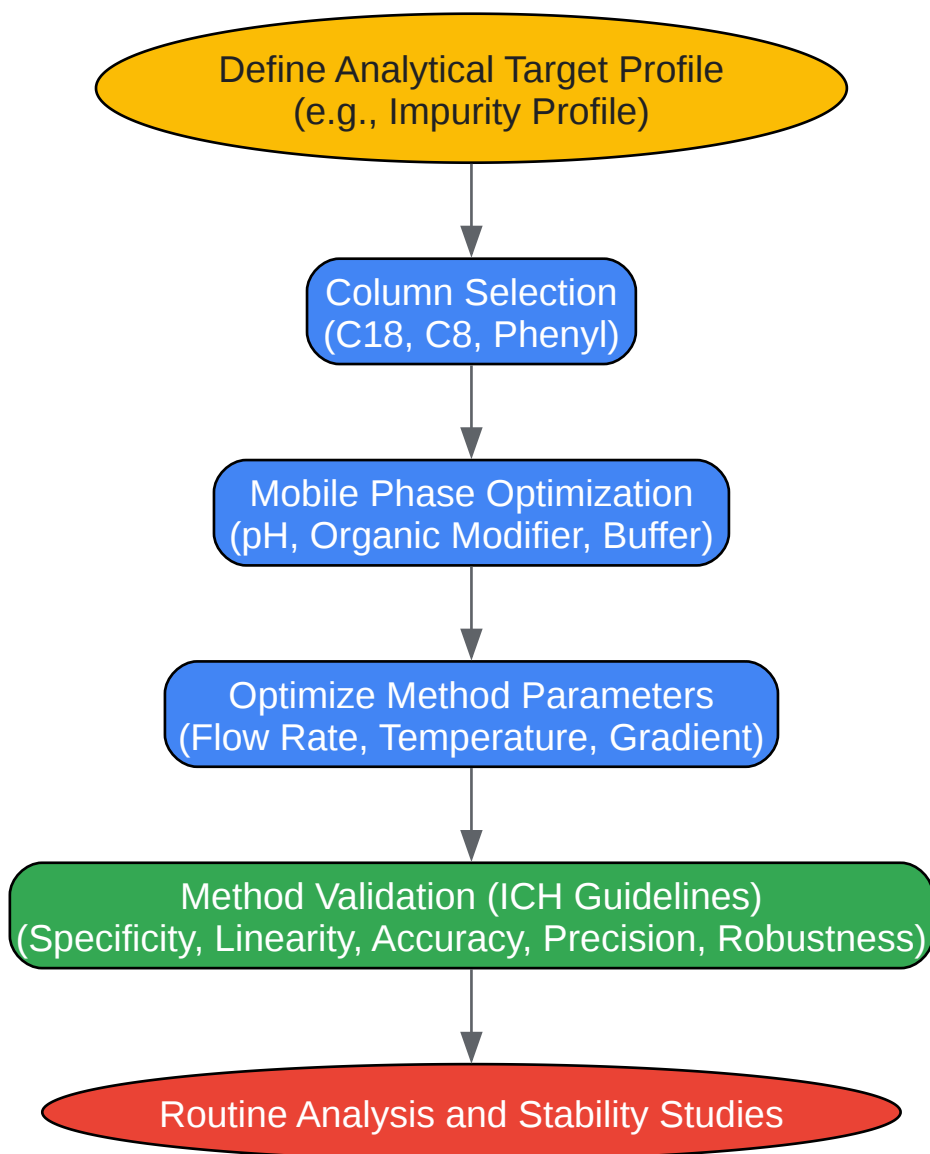 Define Analytical Target Profile
(e.g., Impurity Profile)
Column Selection
(C18, C8, Phenyl)
Mobile Phase Optimization
(pH, Organic Modifier, Buffer)
Optimize Method Parameters
(Flow Rate, Temperature, Gradient)
Method Validation (ICH Guidelines)
(Specificity, Linearity, Accuracy, Precision, Robustness)
Routine Analysis and Stability Studies